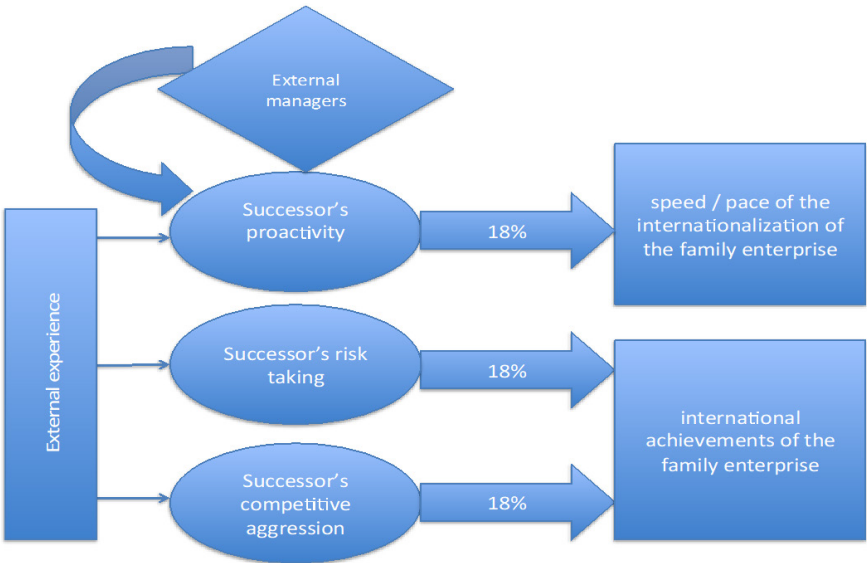 External
managers
Successor's
proactivity
18%
speed / pace of the
internationalization of
the family enterprise
External experience
Successor's risk
taking
18%
international
achievements of the
family enterprise
Successor's
competitive
aggression
18%